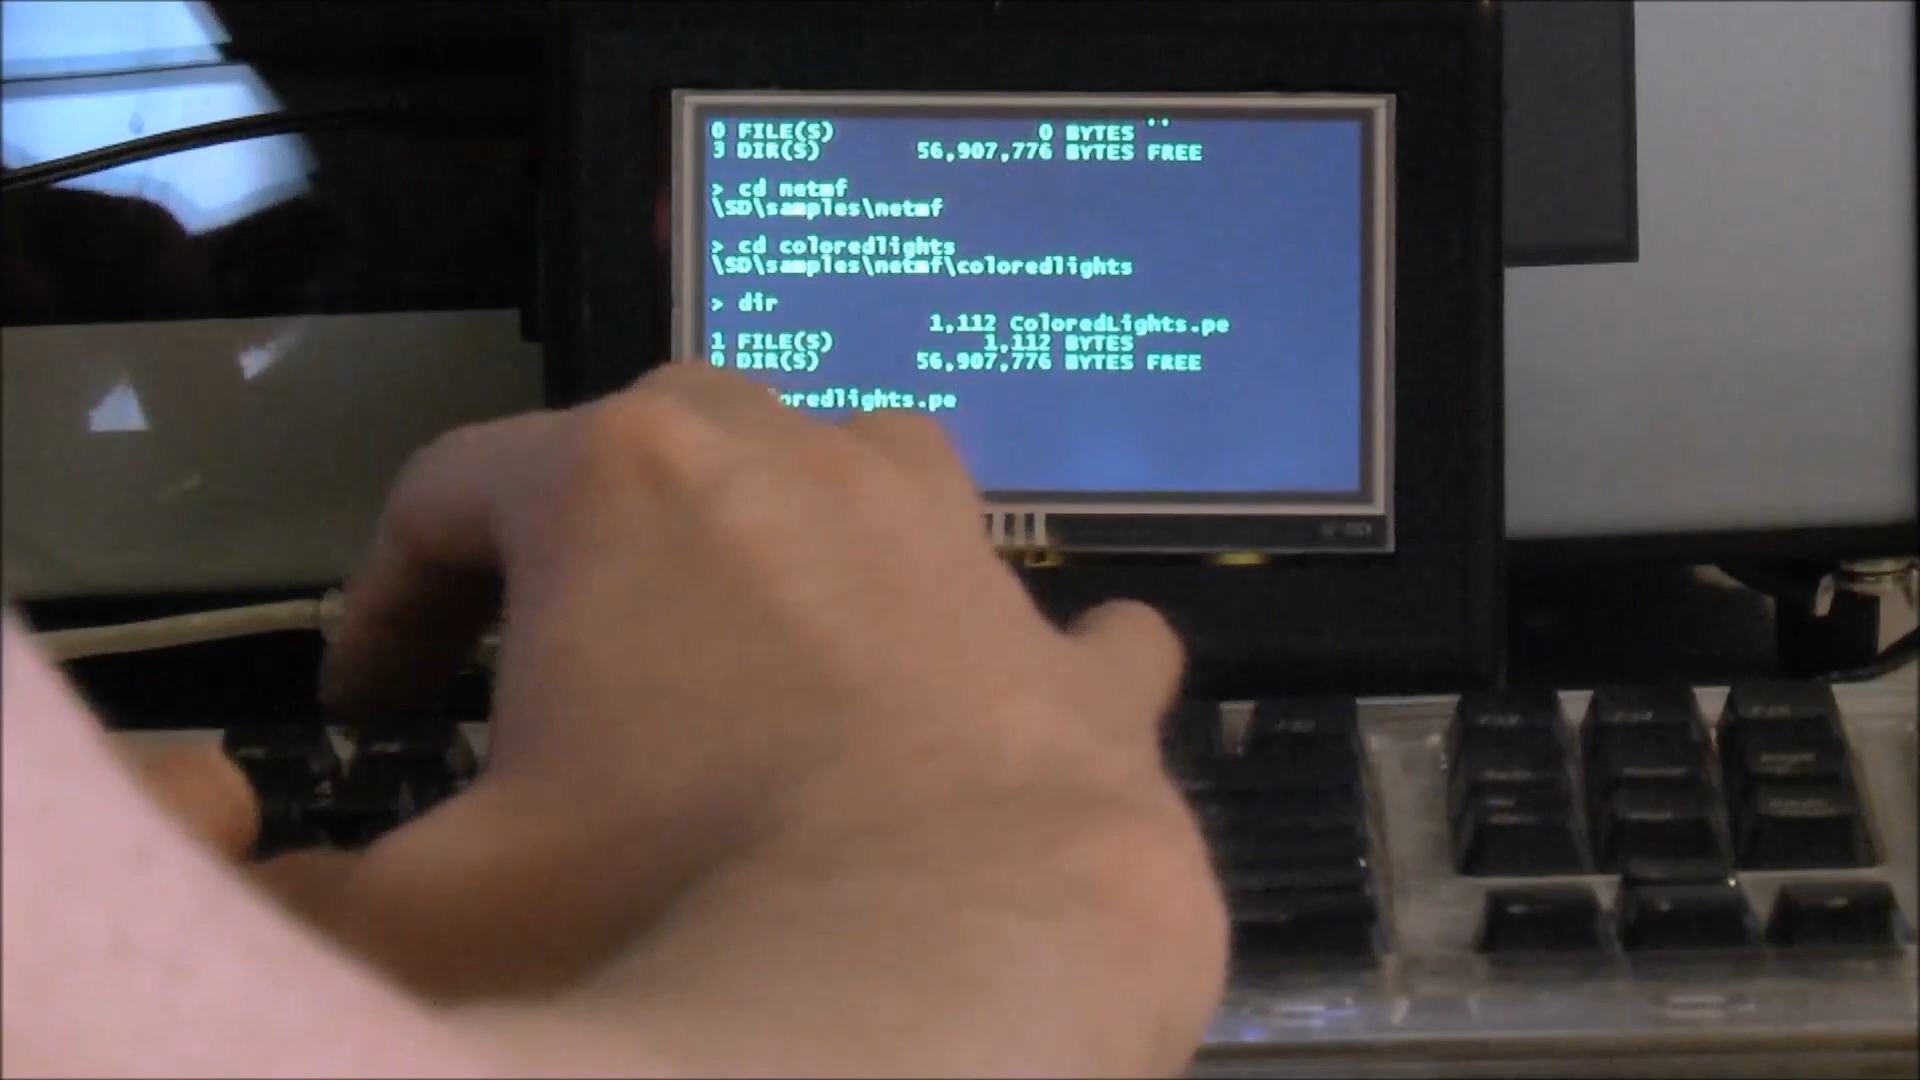 0 FILE(S) 0 BYTES
3 DIR(S) 56,907,776 BYTES FREE
> cd netmf
\SD\samples\netmf
> cd coloredlights
\SD\samples\netmf\coloredlights
> dir
1,112 ColoredLights.pe
1 FILE(S) 1,112 BYTES
0 DIR(S) 56,907,776 BYTES FREE
oredlights.pe